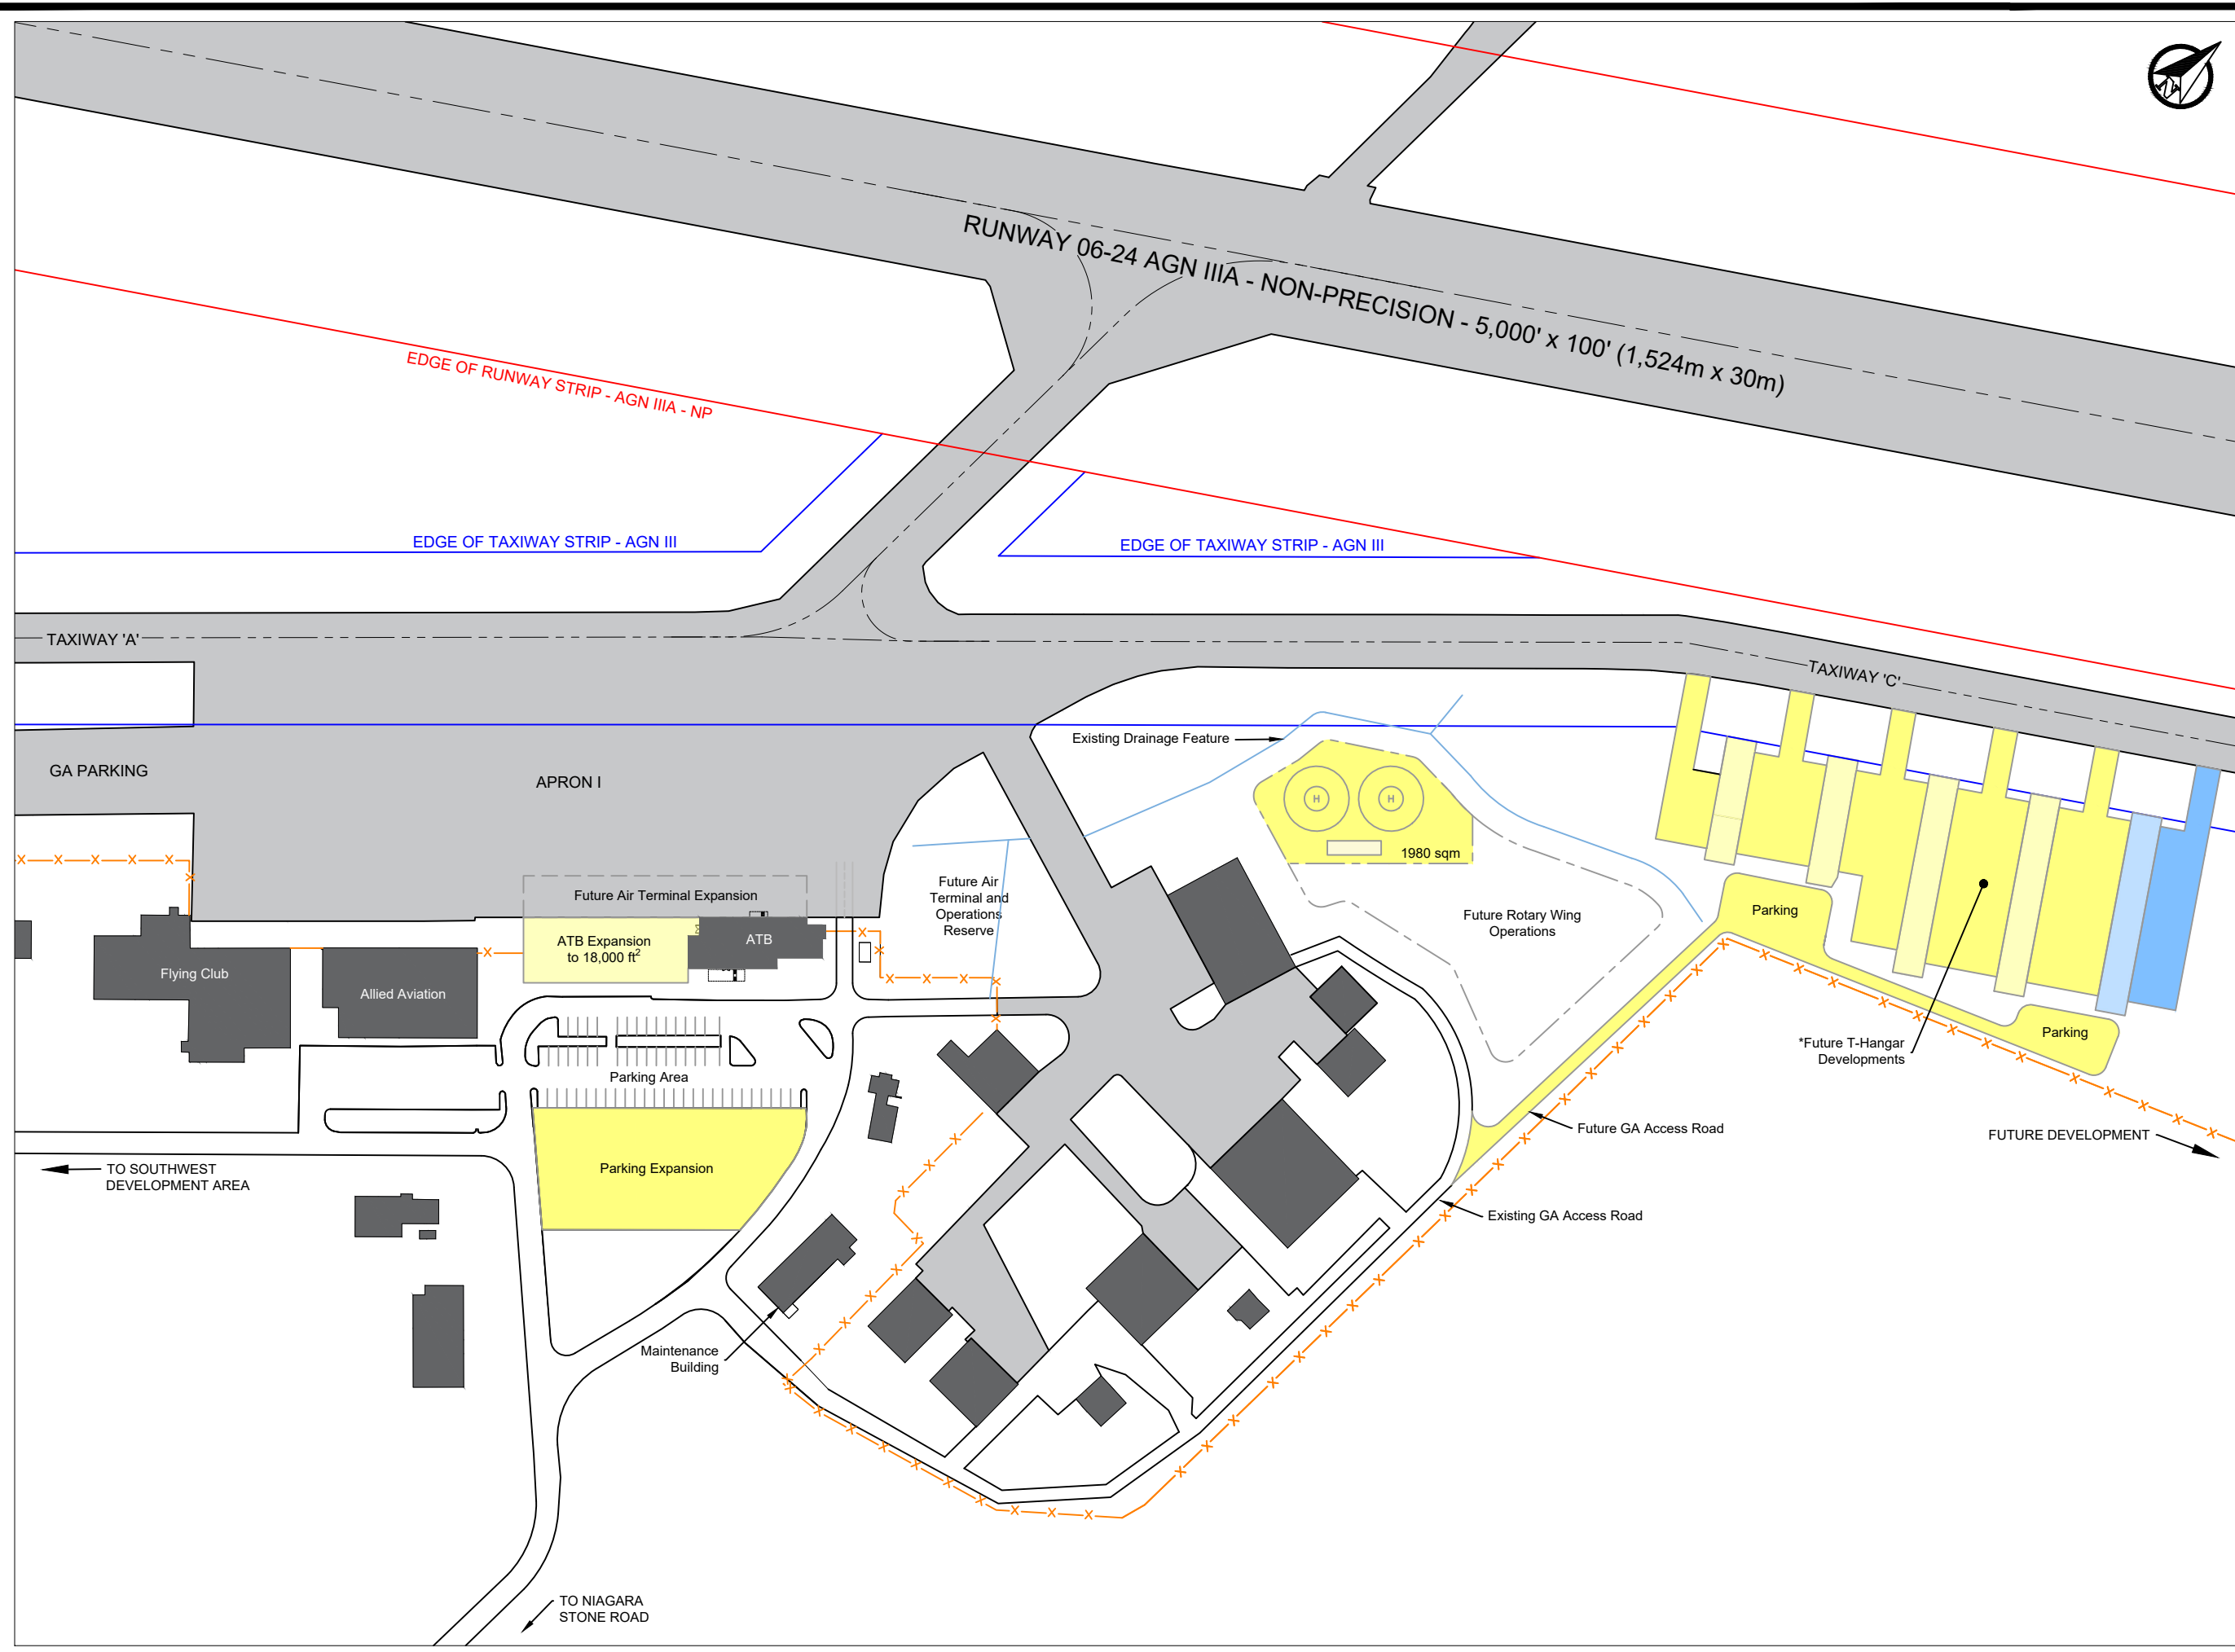 N
RUNWAY 06-24 AGN IIIA - NON-PRECISION - 5,000' x 100' (1,524m x 30m)
EDGE OF RUNWAY STRIP - AGN IIIA - NP
EDGE OF TAXIWAY STRIP - AGN III
EDGE OF TAXIWAY STRIP - AGN III
TAXIWAY 'A'
TAXIWAY 'C'
GA PARKING
APRON I
Existing Drainage Feature
H
H
1980 sqm
Future Air Terminal Expansion
Future Air
Terminal and
Operations
Reserve
ATB Expansion
to 18,000 ft²
ATB
Flying Club
Allied Aviation
Future Rotary Wing
Operations
Parking
Parking
*Future T-Hangar
Developments
Parking Area
Parking Expansion
Future GA Access Road
FUTURE DEVELOPMENT
TO SOUTHWEST
DEVELOPMENT AREA
Existing GA Access Road
Maintenance
Building
TO NIAGARA
STONE ROAD